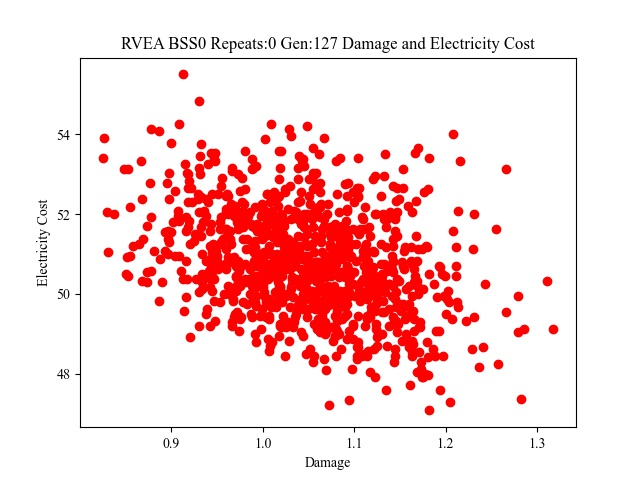 RVEA BSS0 Repeats:0 Gen:127 Damage and Electricity Cost
Electricity Cost
54
52
50
48
0.9 1.0 1.1 1.2 1.3
Damage